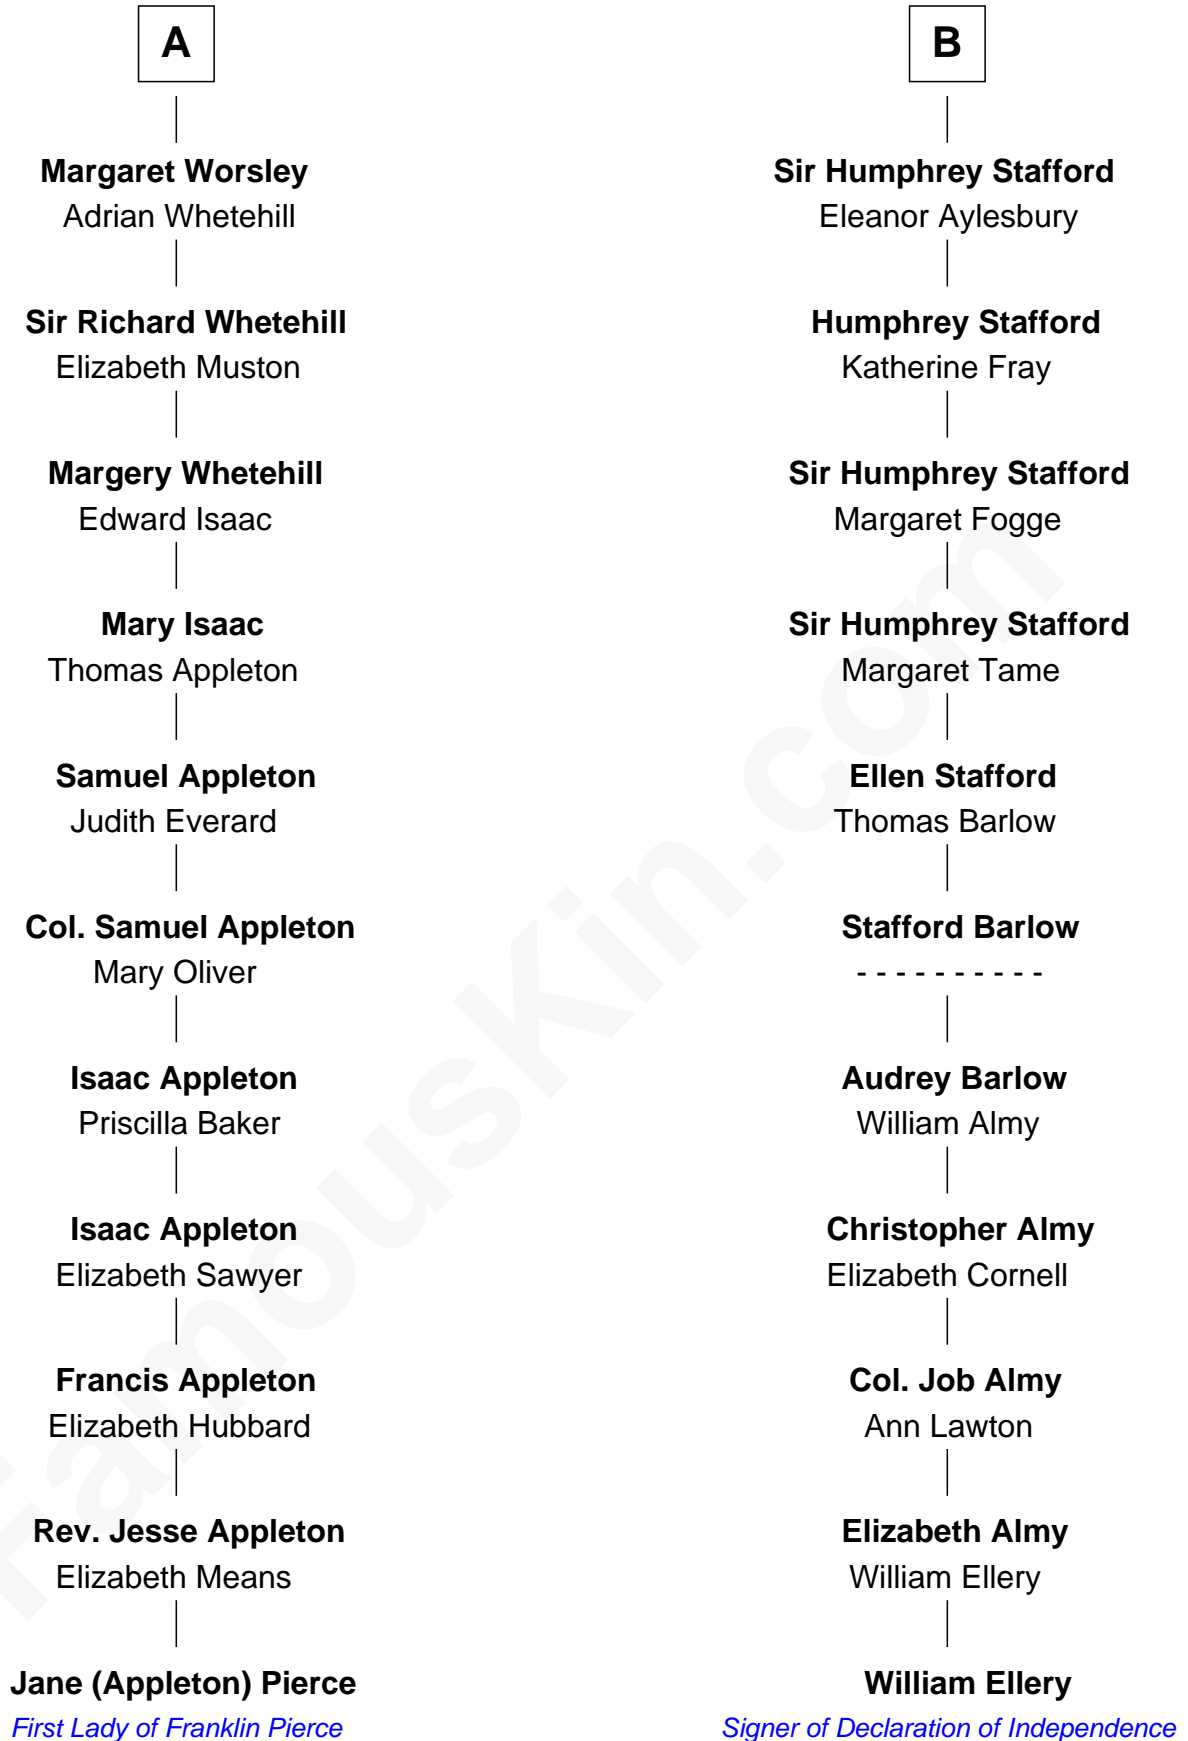 A
Margaret Worsley
Adrian Whetehill
Sir Richard Whetehill
Elizabeth Muston
Margery Whetehill
Edward Isaac
Mary Isaac
Thomas Appleton
Samuel Appleton
Judith Everard
Col. Samuel Appleton
Mary Oliver
Isaac Appleton
Priscilla Baker
Isaac Appleton
Elizabeth Sawyer
Francis Appleton
Elizabeth Hubbard
Rev. Jesse Appleton
Elizabeth Means
Jane (Appleton) Pierce
First Lady of Franklin Pierce
B
Sir Humphrey Stafford
Eleanor Aylesbury
Humphrey Stafford
Katherine Fray
Sir Humphrey Stafford
Margaret Fogge
Sir Humphrey Stafford
Margaret Tame
Ellen Stafford
Thomas Barlow
Stafford Barlow
- - - - - - - - - -
Audrey Barlow
William Almy
Christopher Almy
Elizabeth Cornell
Col. Job Almy
Ann Lawton
Elizabeth Almy
William Ellery
William Ellery
Signer of Declaration of Independence
FamousKin.com